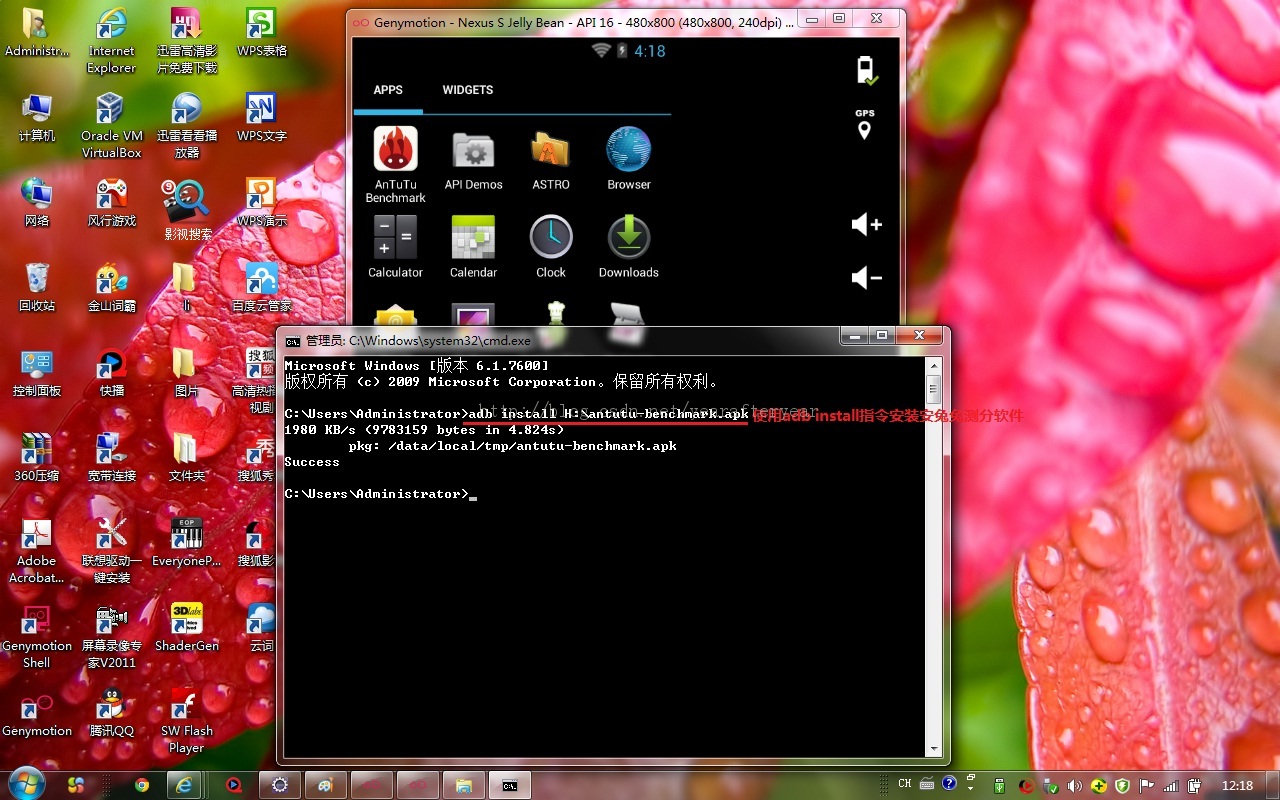 Administr...
Internet
Explorer
迅雷高清影
片免费下载
WPS表格
计算机
Oracle VM
VirtualBox
迅雷看看播
放器
WPS文字
网络
风行游戏
影视搜索
WPS演示
回收站
金山词霸
li
百度云管家
控制面板
快播
图片
搜狐
高清热播
视剧
360压缩
宽带连接
文件夹
搜狐秀
Adobe
Acrobat...
联想驱动一
键安装
EOP
EveryoneP...
搜狐影
Genymotion
Shell
屏幕录像专
家V2011
3Dlabs
ShaderGen
云词
Genymotion
腾讯QQ
SW Flash
Player
Genymotion - Nexus S Jelly Bean - API 16 - 480x800 (480x800, 240dpi) ...
4:18
APPS
WIDGETS
GPS
AnTuTu
Benchmark
API Demos
ASTRO
Browser
Calculator
Calendar
Clock
Downloads
管理员: C:\Windows\system32\cmd.exe
Microsoft Windows [版本 6.1.7600]
版权所有 (c) 2009 Microsoft Corporation。保留所有权利。
http://blog.csdn.net/yearafteryear
C:\Users\Administrator>adb install H:\antutu-benchmark.apk
使用adb install指令安装安兔兔测分软件
1980 KB/s (9783159 bytes in 4.824s)
pkg: /data/local/tmp/antutu-benchmark.apk
Success
C:\Users\Administrator>
CH
12:18